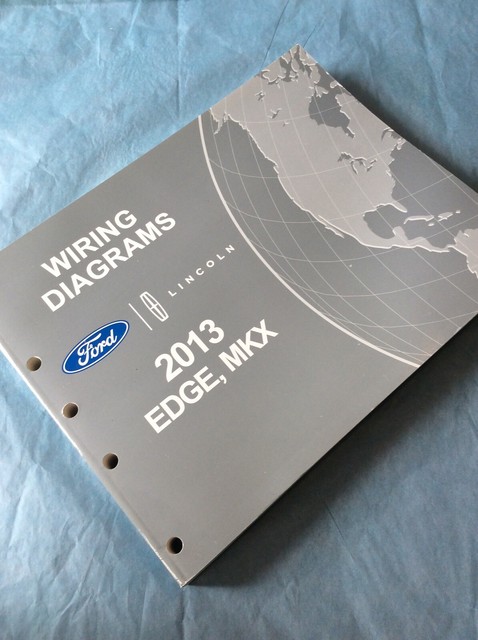 WIRING
DIAGRAMS
Ford
LINCOLN
2013
EDGE, MKX